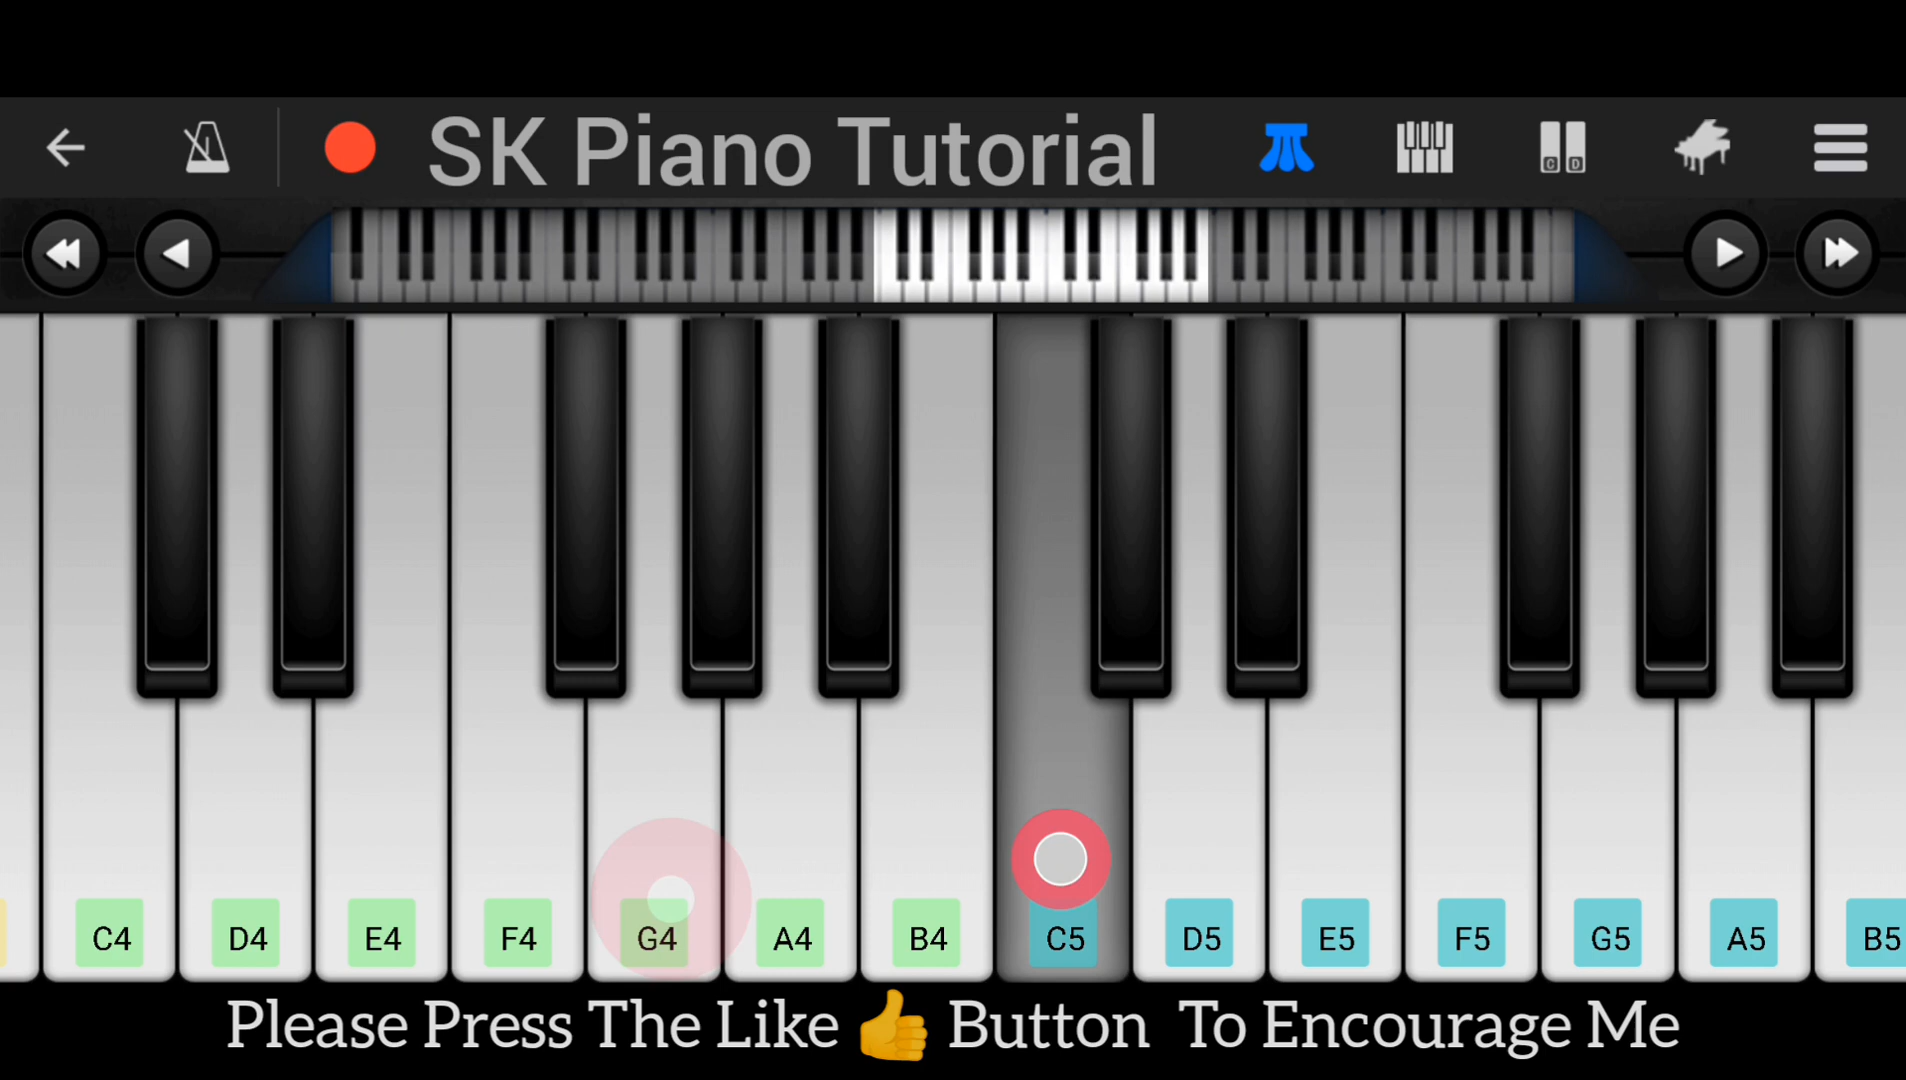 SK Piano Tutorial
C D
C4 D4 E4 F4 G4 A4 B4 C5 D5 E5 F5 G5 A5 B5
Please Press The Like 👍 Button To Encourage Me